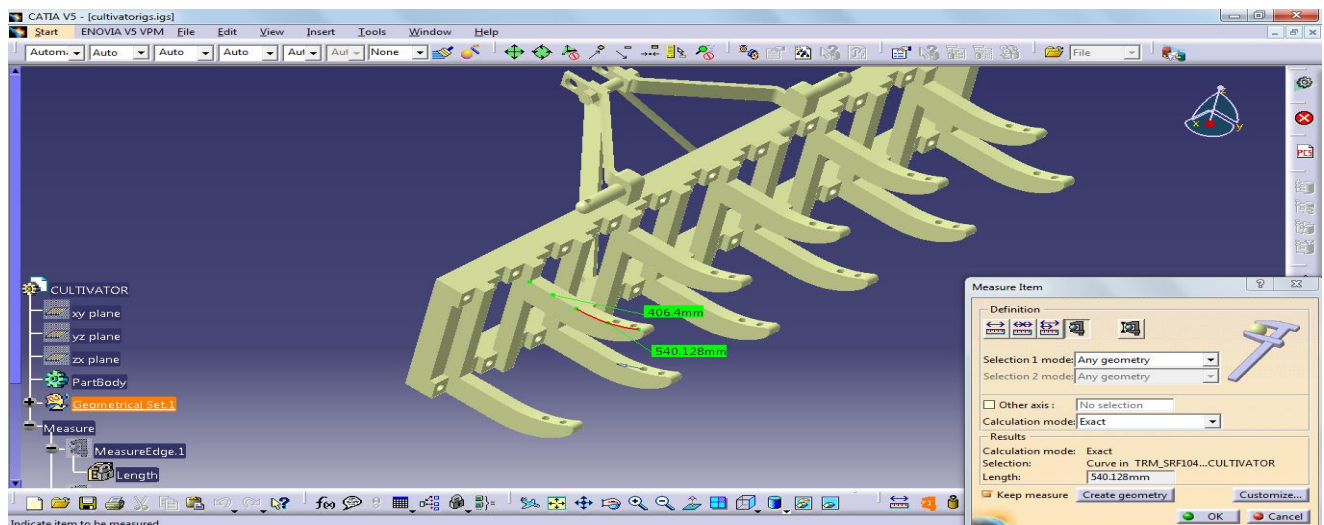 CATIA V5 - [cultivatorigs.igs]
Start ENOVIA V5 VPM File Edit View Insert Tools Window Help
Autom Auto Auto Auto Aut Aut None File
z
x y
PCS
CULTIVATOR
xy plane
yz plane
zx plane
PartBody
Geometrical Set.1
Measure
MeasureEdge.1
Length
406.4mm
540.128mm
Measure Item
Definition
Selection 1 mode: Any geometry
Selection 2 mode: Any geometry
Other axis : No selection
Calculation mode: Exact
Results
Calculation mode: Exact
Selection: Curve in TRM_SRF104...CULTIVATOR
Length: 540.128mm
Keep measure Create geometry Customize...
OK Cancel
f(x)
Indicate item to be measured